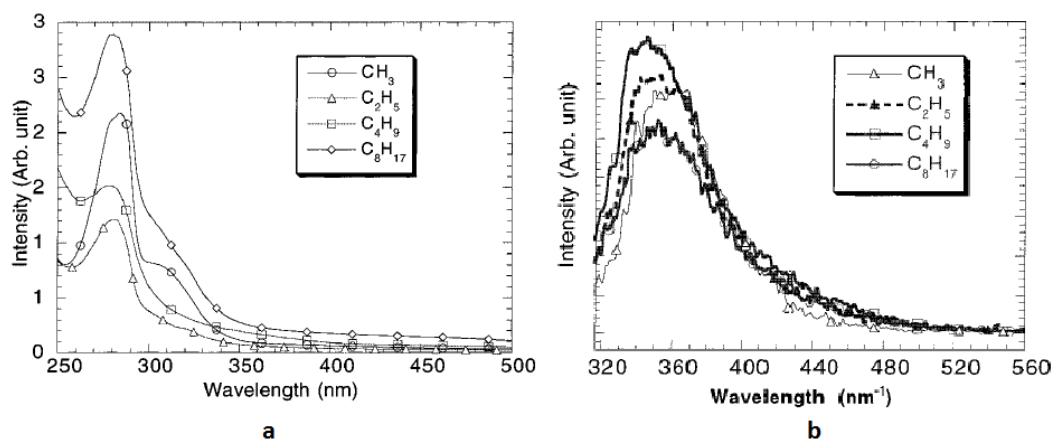 3
3
2
2
1
1
0
Intensity (Arb. unit)
CH₃
C₂H₅
C₄H₉
C₈H₁₇
250 300 350 400 450 500
Wavelength (nm)
a
Intensity (Arb. unit)
CH₃
C₂H₅
C₄H₉
C₈H₁₇
320 360 400 440 480 520 560
Wavelength (nm⁻¹)
b